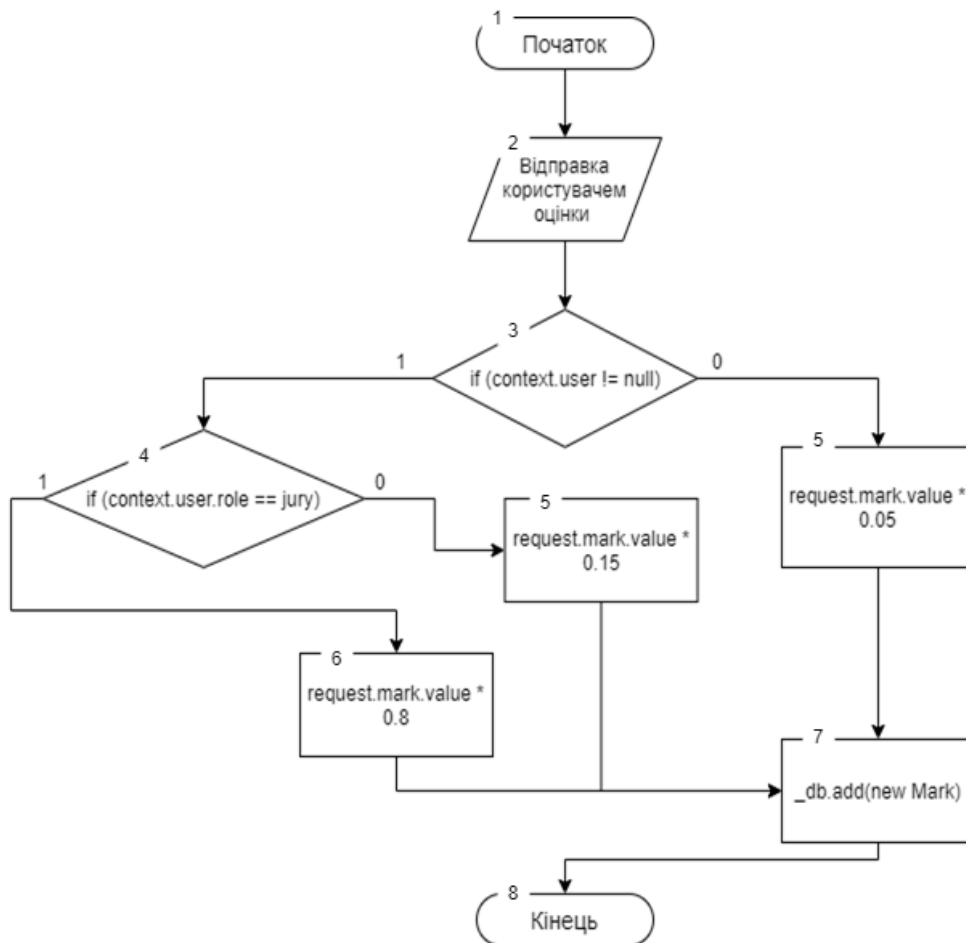 1
Початок
2
Відправка
користувачем
оцінки
3
if (context.user != null)
1
0
4
if (context.user.role == jury)
1
0
5
request.mark.value *
0.15
5
request.mark.value *
0.05
6
request.mark.value *
0.8
7
_db.add(new Mark)
8
Кінець